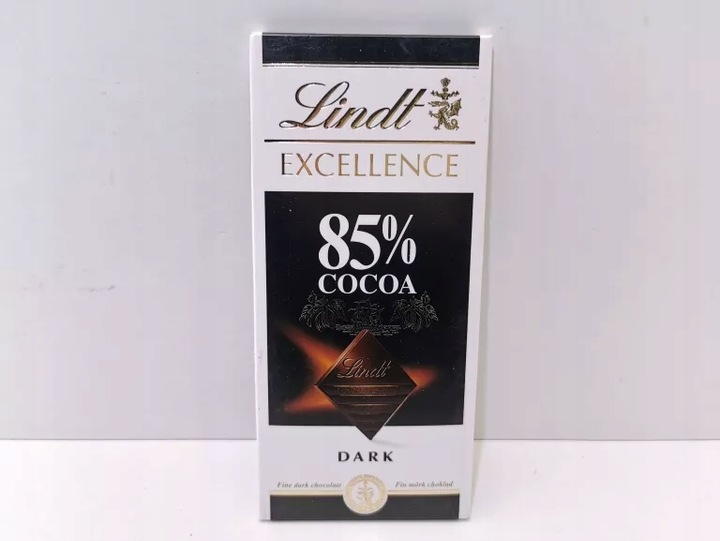 Lindt
EXCELLENCE
85%
COCOA
Lindt
DARK
Fine dark chocolate
Fin mörk choklad